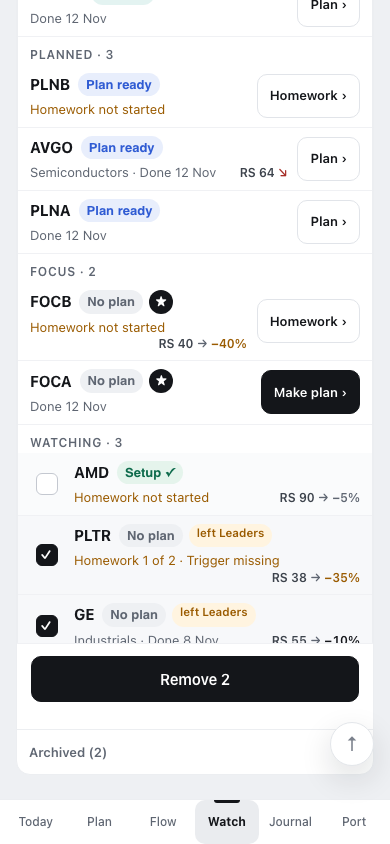 Done 12 Nov
Plan ›
PLANNED · 3
PLNB Plan ready
Homework not started
Homework ›
AVGO Plan ready
Semiconductors · Done 12 Nov RS 64 ↘
Plan ›
PLNA Plan ready
Done 12 Nov
Plan ›
FOCUS · 2
FOCB No plan ★
Homework not started
RS 40 → −40%
Homework ›
FOCA No plan ★
Done 12 Nov
Make plan ›
WATCHING · 3
AMD Setup ✓
Homework not started RS 90 → −5%
PLTR No plan left Leaders
Homework 1 of 2 · Trigger missing
RS 38 → −35%
GE No plan left Leaders
Industrials · Done 8 Nov RS 55 → −10%
Remove 2
Archived (2)
↑
Today Plan Flow Watch Journal Port